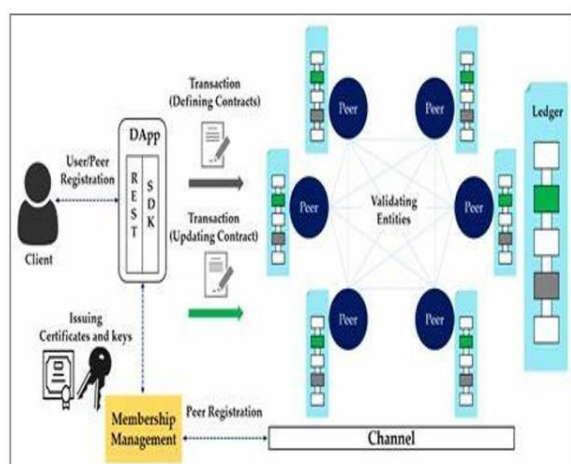 Transaction
(Defining Contracts)
Peer
Peer
Ledger
DApp
User/Peer
Registration
REST
SDK
Client
Peer
Validating
Entities
Peer
Transaction
(Updating Contract)
Issuing
Certificates and keys
Peer
Peer
Membership
Management
Peer Registration
Channel